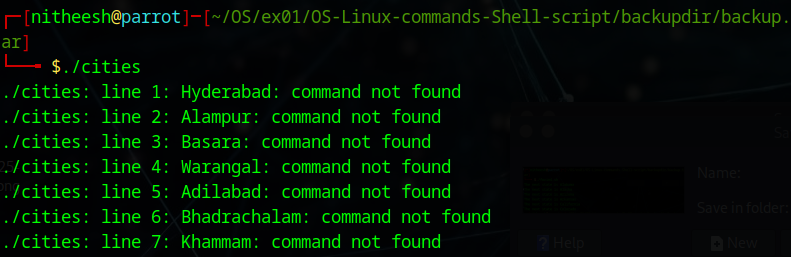 ┌─[nitheesh@parrot]─[~/OS/ex01/OS-Linux-commands-Shell-script/backupdir/backup.
ar]
└──╼ $./cities
./cities: line 1: Hyderabad: command not found
./cities: line 2: Alampur: command not found
./cities: line 3: Basara: command not found
./cities: line 4: Warangal: command not found
./cities: line 5: Adilabad: command not found
./cities: line 6: Bhadrachalam: command not found
./cities: line 7: Khammam: command not found
Name:
Save in folder:
Help
New